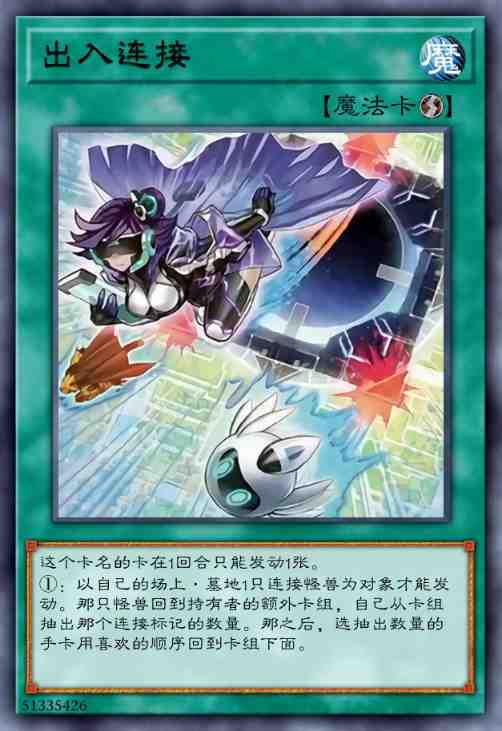 出入连接
魔
【魔法卡】
这个卡名的卡在1回合只能发动1张。
①：以自己的场上·墓地1只连接怪兽为对象才能发
动。那只怪兽回到持有者的额外卡组，自己从卡组
抽出那个连接标记的数量。那之后，选抽出数量的
手卡用喜欢的顺序回到卡组下面。
51335426